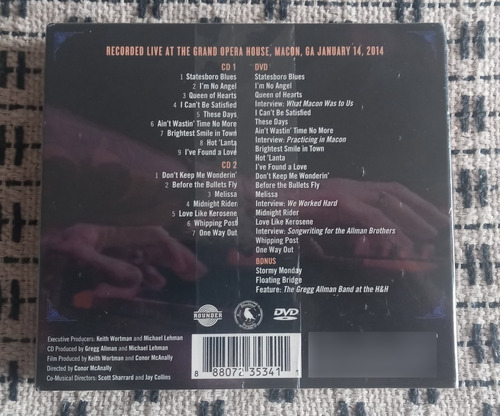 RECORDED LIVE AT THE GRAND OPERA HOUSE, MACON, GA JANUARY 14, 2014
CD 1
1 Statesboro Blues
2 I'm No Angel
3 Queen of Hearts
4 I Can't Be Satisfied
5 These Days
6 Ain't Wastin' Time No More
7 Brightest Smile in Town
8 Hot 'Lanta
9 I've Found a Love
CD 2
1 Don't Keep Me Wonderin'
2 Before the Bullets Fly
3 Melissa
4 Midnight Rider
5 Love Like Kerosene
6 Whipping Post
7 One Way Out
DVD
Statesboro Blues
I'm No Angel
Queen of Hearts
Interview: What Macon Was to Us
I Can't Be Satisfied
These Days
Ain't Wastin' Time No More
Interview: Practicing in Macon
Brightest Smile in Town
Hot 'Lanta
I've Found a Love
Don't Keep Me Wonderin'
Before the Bullets Fly
Melissa
Interview: We Worked Hard
Midnight Rider
Love Like Kerosene
Interview: Songwriting for the Allman Brothers
Whipping Post
One Way Out
BONUS
Stormy Monday
Floating Bridge
Feature: The Gregg Allman Band at the H&H
ROUNDER
DVD
Executive Producers: Keith Wortman and Michael Lehman
CD Produced by Gregg Allman and Michael Lehman
Film Produced by Keith Wortman and Conor McAnally
Directed by Conor McAnally
Co-Musical Directors: Scott Sharrard and Jay Collins
8 88072 35341 1